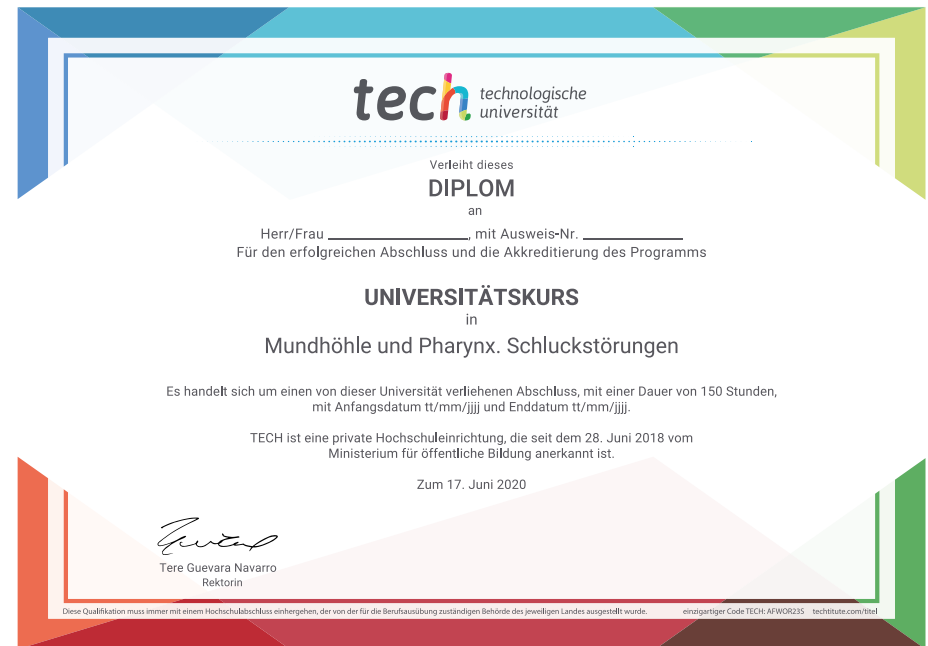 tech technologische
universität
Verleiht dieses
DIPLOM
an
Herr/Frau ____________________, mit Ausweis-Nr. ______________
Für den erfolgreichen Abschluss und die Akkreditierung des Programms
UNIVERSITÄTSKURS
in
Mundhöhle und Pharynx. Schluckstörungen
Es handelt sich um einen von dieser Universität verliehenen Abschluss, mit einer Dauer von 150 Stunden,
mit Anfangsdatum tt/mm/jjjj und Enddatum tt/mm/jjjj.
TECH ist eine private Hochschuleinrichtung, die seit dem 28. Juni 2018 vom
Ministerium für öffentliche Bildung anerkannt ist.
Zum 17. Juni 2020
Tere Guevara Navarro
Rektorin
Diese Qualifikation muss immer mit einem Hochschulabschluss einhergehen, der von der für die Berufsausübung zuständigen Behörde des jeweiligen Landes ausgestellt wurde. einzigartiger Code TECH: AFWOR23S techtitute.com/titel